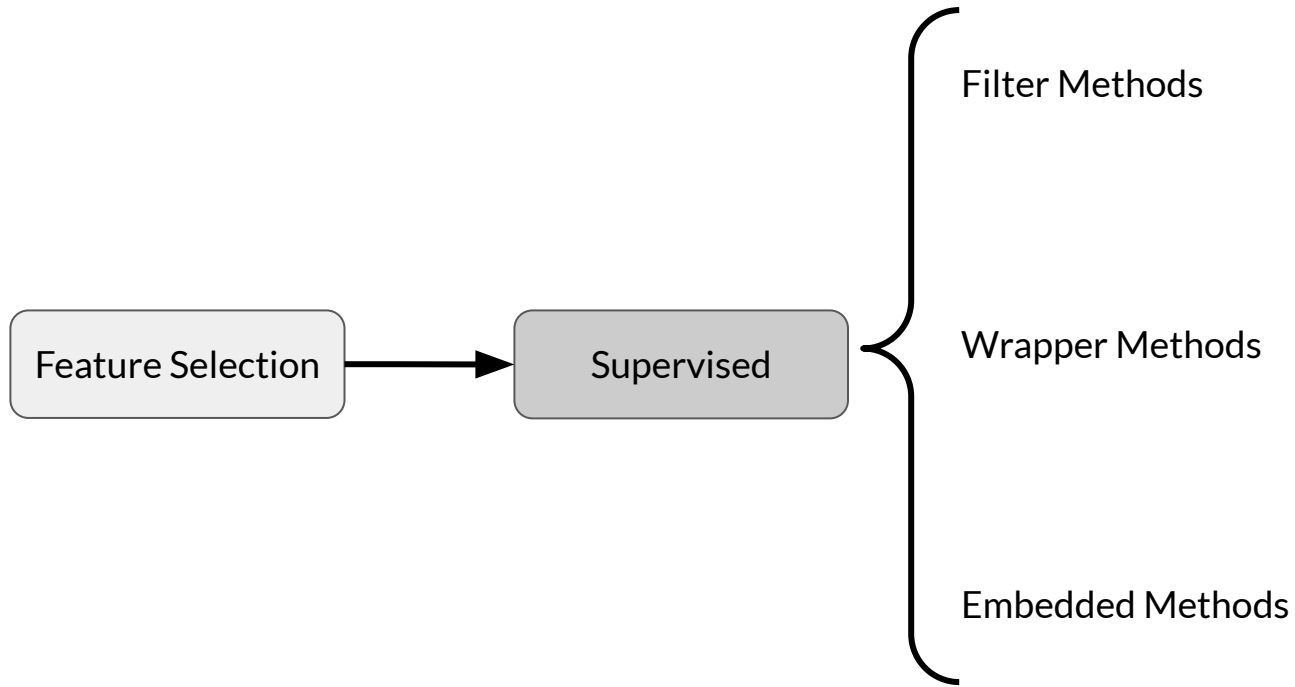 Feature Selection
Supervised
Filter Methods
Wrapper Methods
Embedded Methods